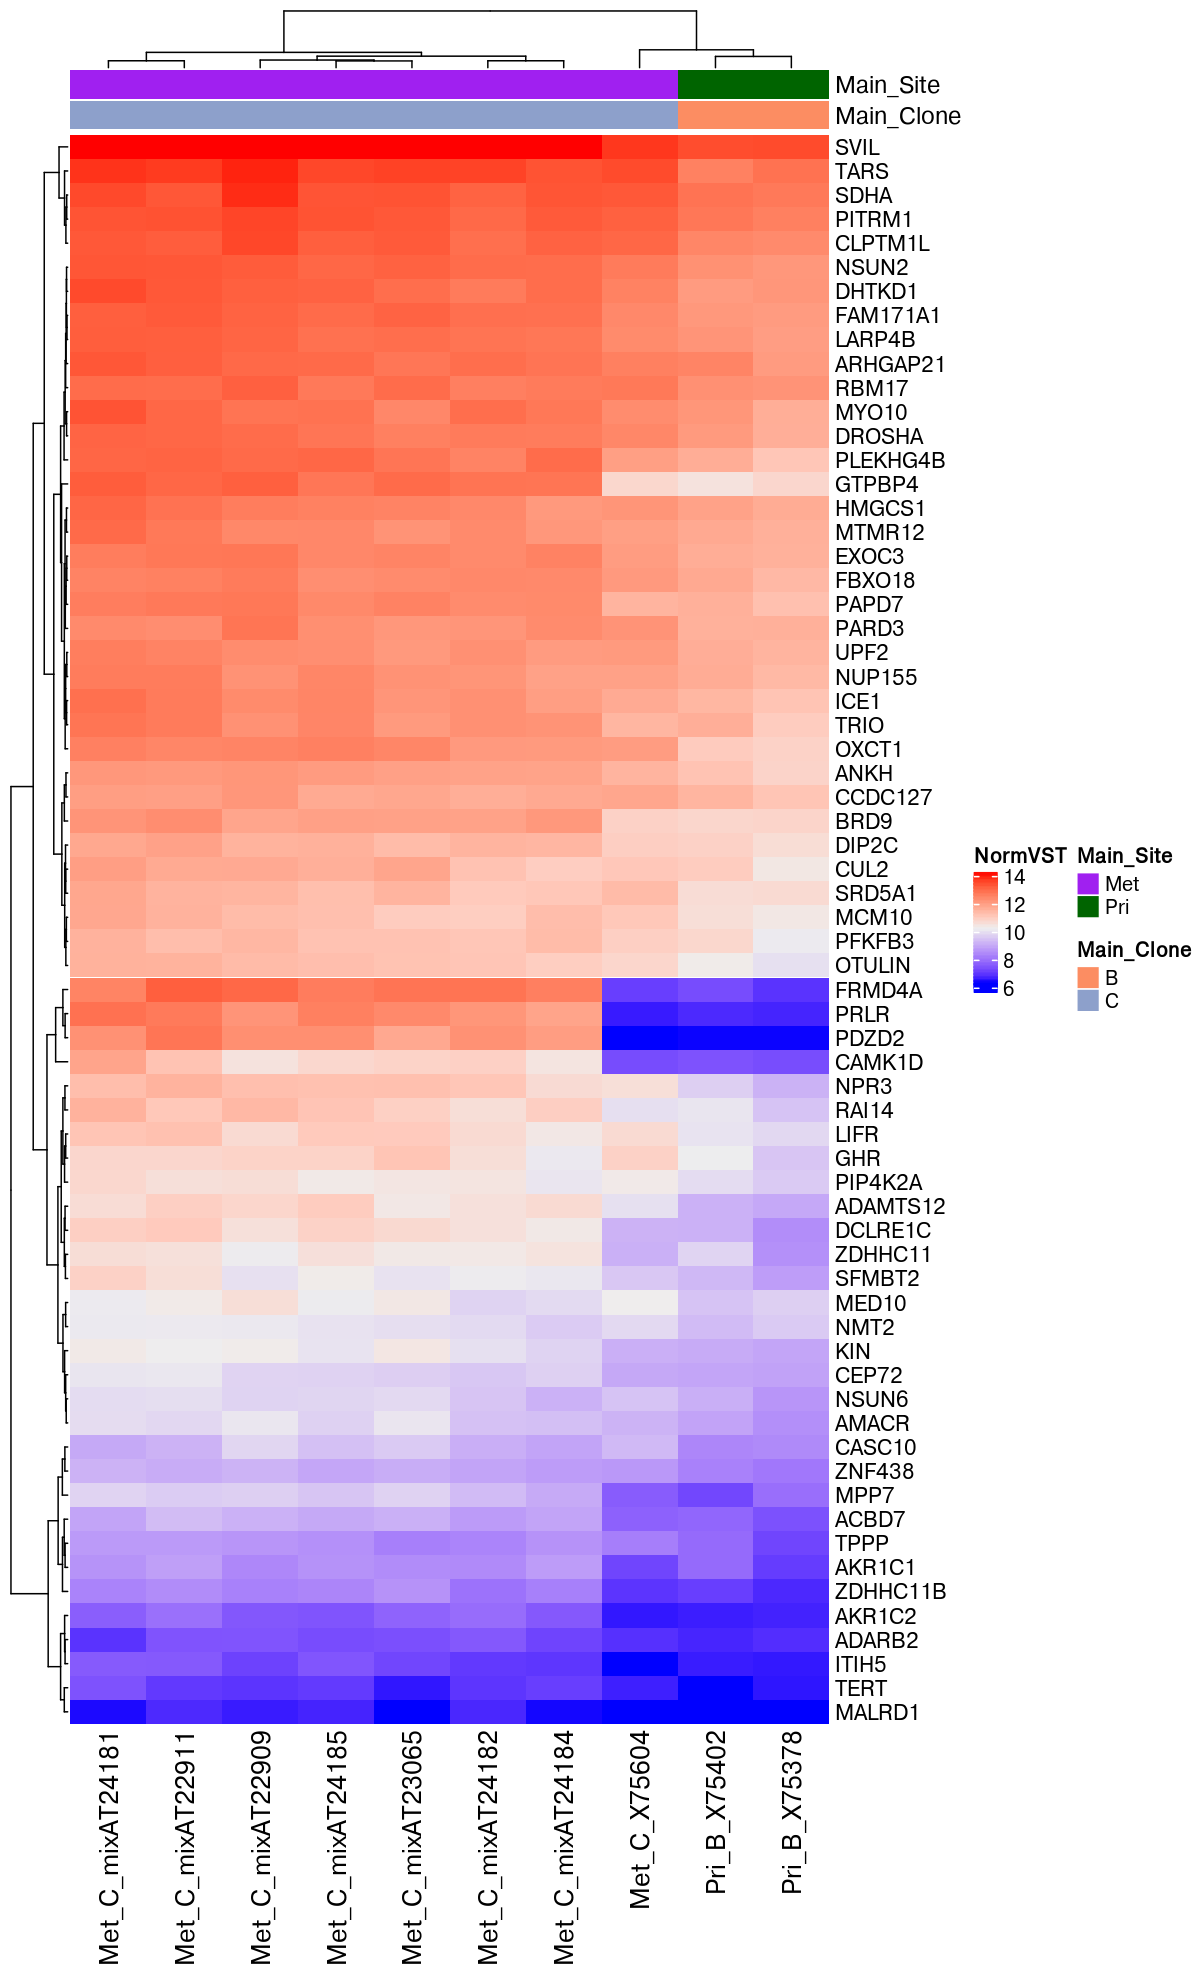 Main_Site
Main_Clone
SVIL
TARS
SDHA
PITRM1
CLPTM1L
NSUN2
DHTKD1
FAM171A1
LARP4B
ARHGAP21
RBM17
MYO10
DROSHA
PLEKHG4B
GTPBP4
HMGCS1
MTMR12
EXOC3
FBXO18
PAPD7
PARD3
UPF2
NUP155
ICE1
TRIO
OXCT1
ANKH
CCDC127
BRD9
DIP2C
CUL2
SRD5A1
MCM10
PFKFB3
OTULIN
FRMD4A
PRLR
PDZD2
CAMK1D
NPR3
RAI14
LIFR
GHR
PIP4K2A
ADAMTS12
DCLRE1C
ZDHHC11
SFMBT2
MED10
NMT2
KIN
CEP72
NSUN6
AMACR
CASC10
ZNF438
MPP7
ACBD7
TPPP
AKR1C1
ZDHHC11B
AKR1C2
ADARB2
ITIH5
TERT
MALRD1
Met_C_mixAT24181
Met_C_mixAT22911
Met_C_mixAT22909
Met_C_mixAT24185
Met_C_mixAT23065
Met_C_mixAT24182
Met_C_mixAT24184
Met_C_X75604
Pri_B_X75402
Pri_B_X75378
NormVST
14
12
10
8
6
Main_Site
Met
Pri
Main_Clone
B
C